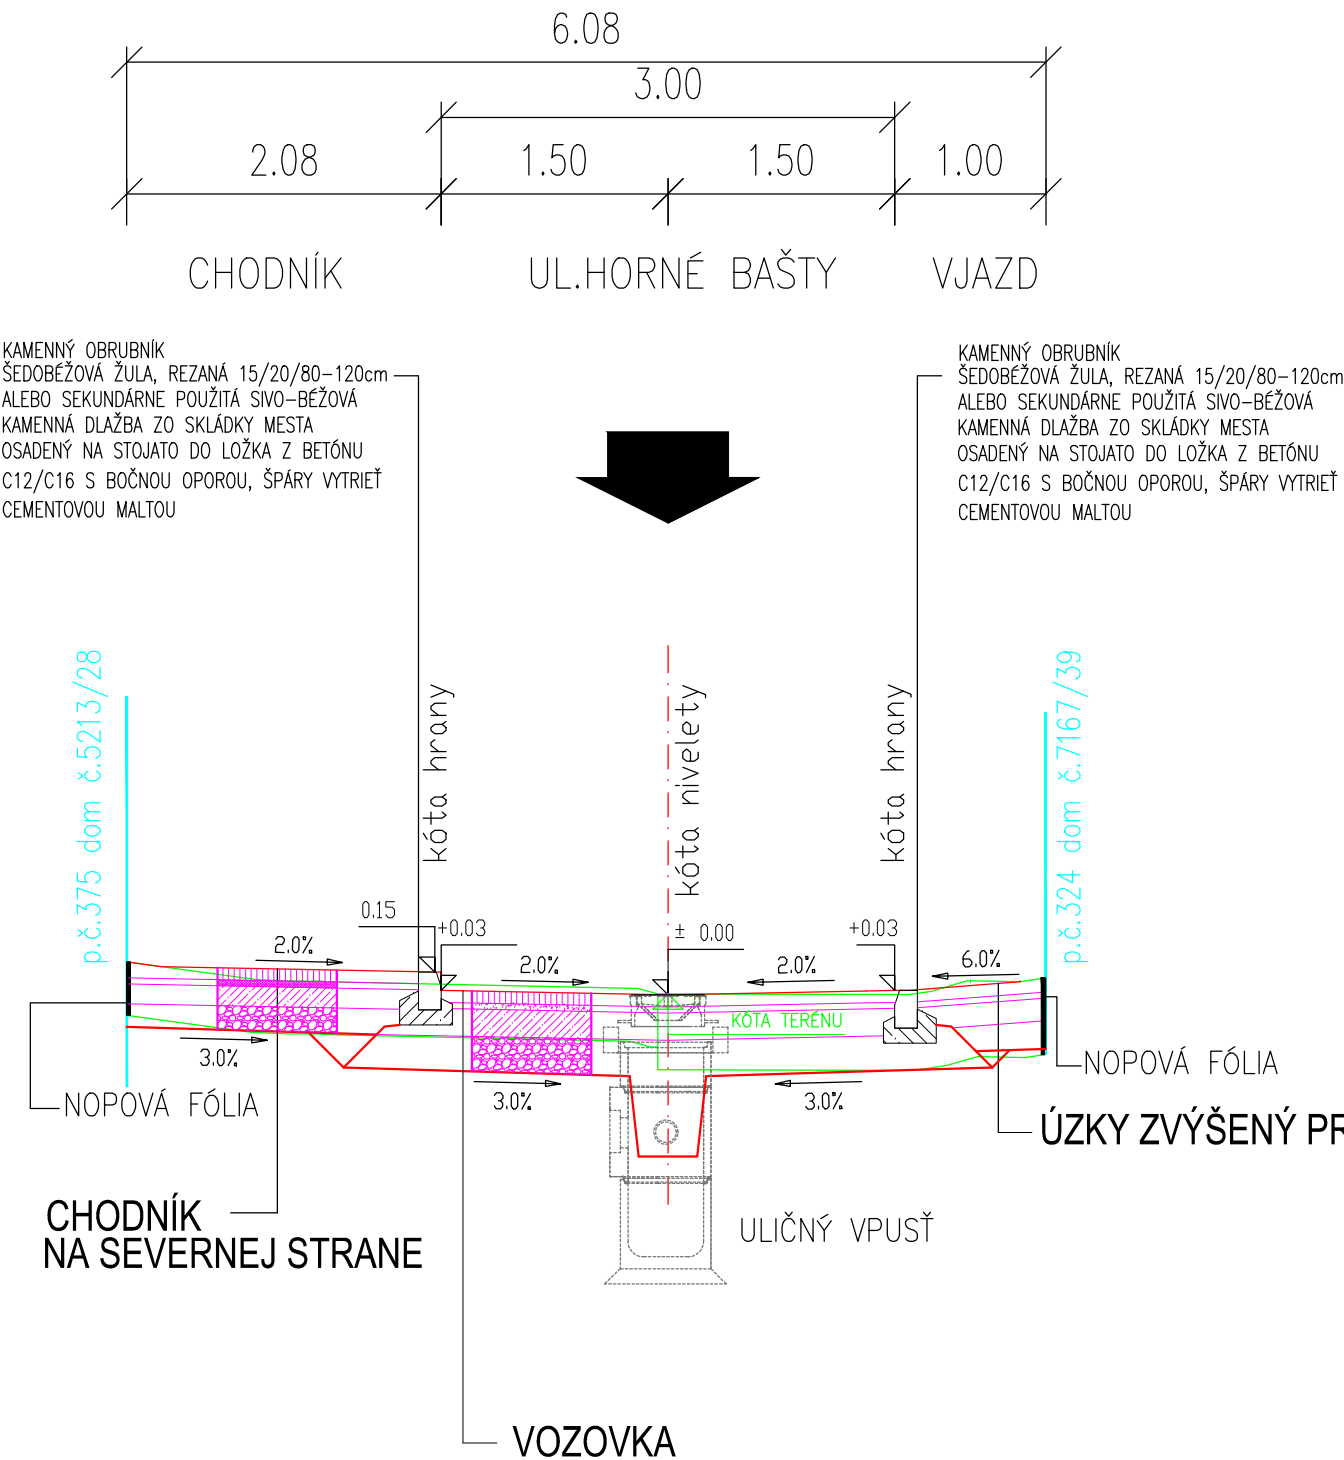 6.08
3.00
2.08
1.50
1.50
1.00
CHODNÍK
UL.HORNÉ BAŠTY
VJAZD
KAMENNÝ OBRUBNÍK
ŠEDOBÉŽOVÁ ŽULA, REZANÁ 15/20/80-120cm
ALEBO SEKUNDÁRNE POUŽITÁ SIVO-BÉŽOVÁ
KAMENNÁ DLAŽBA ZO SKLÁDKY MESTA
OSADENÝ NA STOJATO DO LOŽKA Z BETÓNU
C12/C16 S BOČNOU OPOROU, ŠPÁRY VYTRIEŤ
CEMENTOVOU MALTOU
KAMENNÝ OBRUBNÍK
ŠEDOBÉŽOVÁ ŽULA, REZANÁ 15/20/80-120cm
ALEBO SEKUNDÁRNE POUŽITÁ SIVO-BÉŽOVÁ
KAMENNÁ DLAŽBA ZO SKLÁDKY MESTA
OSADENÝ NA STOJATO DO LOŽKA Z BETÓNU
C12/C16 S BOČNOU OPOROU, ŠPÁRY VYTRIEŤ
CEMENTOVOU MALTOU
p.č.375 dom č.5213/28
kóta hrany
kóta nivelety
kóta hrany
p.č.324 dom č.7167/39
0.15
+0.03
± 0.00
+0.03
2.0%
2.0%
2.0%
6.0%
KÓTA TERÉNU
3.0%
3.0%
3.0%
NOPOVÁ FÓLIA
NOPOVÁ FÓLIA
ÚZKY ZVÝŠENÝ PR
CHODNÍK
NA SEVERNEJ STRANE
ULIČNÝ VPUSŤ
VOZOVKA